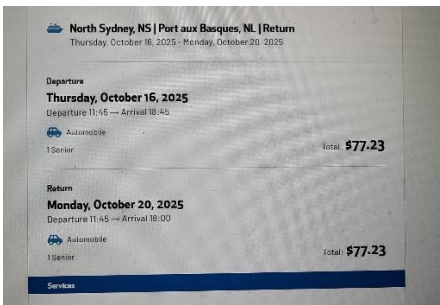 North Sydney, NS | Port aux Basques, NL | Return
Thursday, October 16, 2025 - Monday, October 20, 2025
Departure
Thursday, October 16, 2025
Departure 11:45 → Arrival 18:45
Automobile
1 Senior
Total: $77.23
Return
Monday, October 20, 2025
Departure 11:45 → Arrival 18:00
Automobile
1 Senior
Total: $77.23
Services